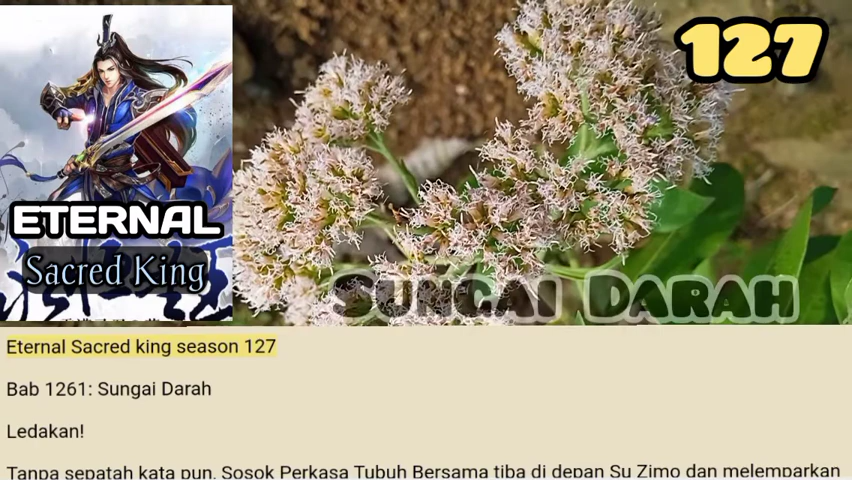 127
ETERNAL
Sacred King
SUNGAI DARAH
Eternal Sacred king season 127
Bab 1261: Sungai Darah
Ledakan!
Tanpa sepatah kata pun, Sosok Perkasa Tubuh Bersama tiba di depan Su Zimo dan melemparkan